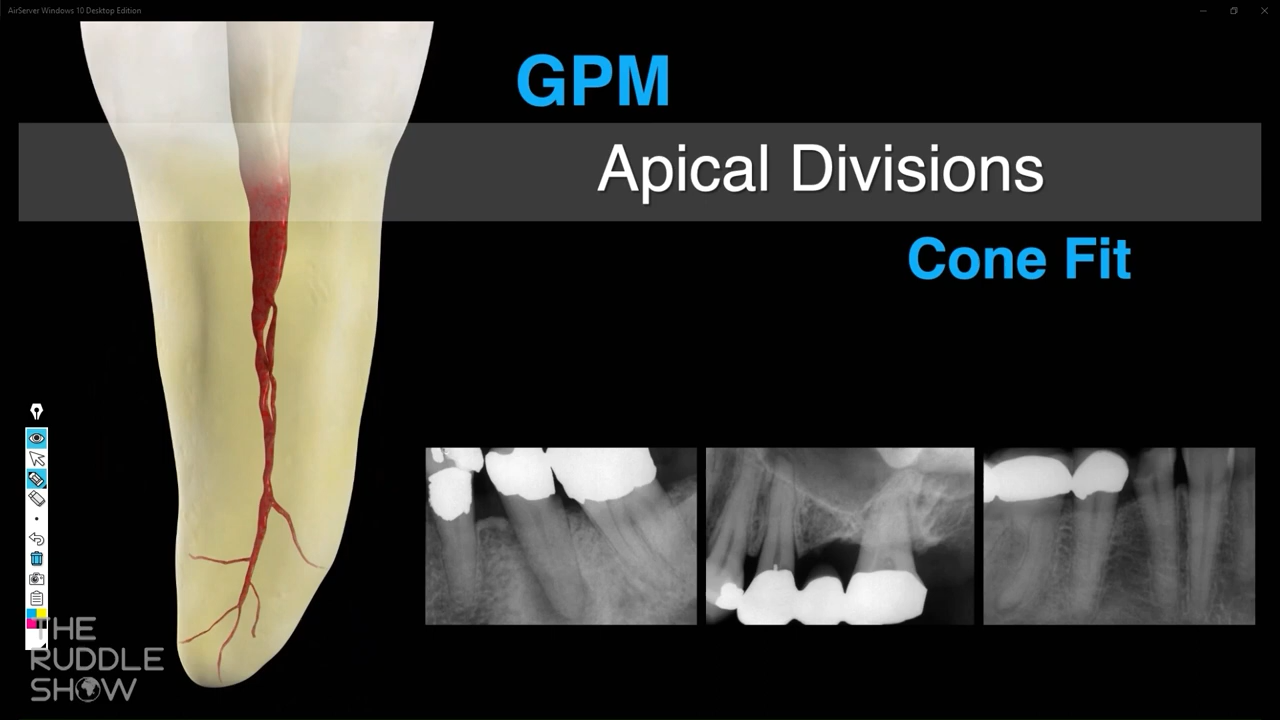 AirServer Windows 10 Desktop Edition
GPM
Apical Divisions
Cone Fit
THE
RUDDLE
SHOW